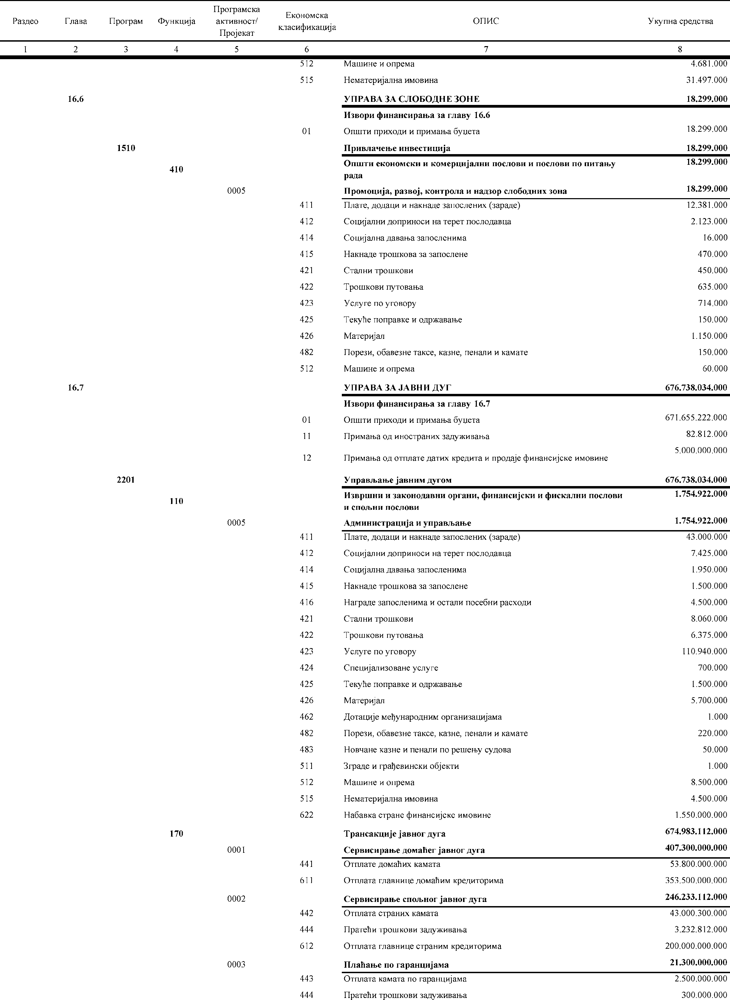 Раздео Глава Програм Функција Програмска активност/ Пројекат Економска класификација ОПИС Укупна средства
1 2 3 4 5 6 7 8
512 Машине и опрема 4.681.000
515 Нематеријална имовина 31.497.000
16.6 УПРАВА ЗА СЛОБОДНЕ ЗОНЕ 18.299.000
Извори финансирања за главу 16.6
01 Општи приходи и примања буџета 18.299.000
1510 Привлачење инвестиција 18.299.000
410 Општи економски и комерцијални послови и послови по питању 18.299.000
рада
0005 Промоција, развој, контрола и надзор слободних зона 18.299.000
411 Плате, додаци и накнаде запослених (зараде) 12.381.000
412 Социјални доприноси на терет послодавца 2.123.000
414 Социјална давања запосленима 16.000
415 Накнаде трошкова за запослене 470.000
421 Стални трошкови 450.000
422 Трошкови путовања 635.000
423 Услуге по уговору 714.000
425 Текуће поправке и одржавање 150.000
426 Материјал 1.150.000
482 Порези, обавезне таксе, казне, пенали и камате 150.000
512 Машине и опрема 60.000
16.7 УПРАВА ЗА ЈАВНИ ДУГ 676.738.034.000
Извори финансирања за главу 16.7
01 Општи приходи и примања буџета 671.655.222.000
11 Примања од иностраних задуживања 82.812.000
12 Примања од отплате датих кредита и продаје финансијске имовине 5.000.000.000
2201 Управљање јавним дугом 676.738.034.000
110 Извршни и законодавни органи, финансијски и фискални послови 1.754.922.000
и спољни послови
0005 Администрација и управљање 1.754.922.000
411 Плате, додаци и накнаде запослених (зараде) 43.000.000
412 Социјални доприноси на терет послодавца 7.425.000
414 Социјална давања запосленима 1.950.000
415 Накнаде трошкова за запослене 1.500.000
416 Награде запосленима и остали посебни расходи 4.500.000
421 Стални трошкови 8.060.000
422 Трошкови путовања 6.375.000
423 Услуге по уговору 110.940.000
424 Специјализоване услуге 700.000
425 Текуће поправке и одржавање 1.500.000
426 Материјал 5.700.000
462 Дотације међународним организацијама 1.000
482 Порези, обавезне таксе, казне, пенали и камате 220.000
483 Новчане казне и пенали по решењу судова 50.000
511 Зграде и грађевински објекти 1.000
512 Машине и опрема 8.500.000
515 Нематеријална имовина 4.500.000
622 Набавка стране финансијске имовине 1.550.000.000
170 Трансакције јавног дуга 674.983.112.000
0001 Сервисирање домаћег јавног дуга 407.300.000.000
441 Отплате домаћих камата 53.800.000.000
611 Отплата главнице домаћим кредиторима 353.500.000.000
0002 Сервисирање спољног јавног дуга 246.233.112.000
442 Отплата страних камата 43.000.300.000
444 Пратећи трошкови задуживања 3.232.812.000
612 Отплата главнице страним кредиторима 200.000.000.000
0003 Плаћање по гаранцијама 21.300.000.000
443 Отплата камата по гаранцијама 2.500.000.000
444 Пратећи трошкови задуживања 300.000.000